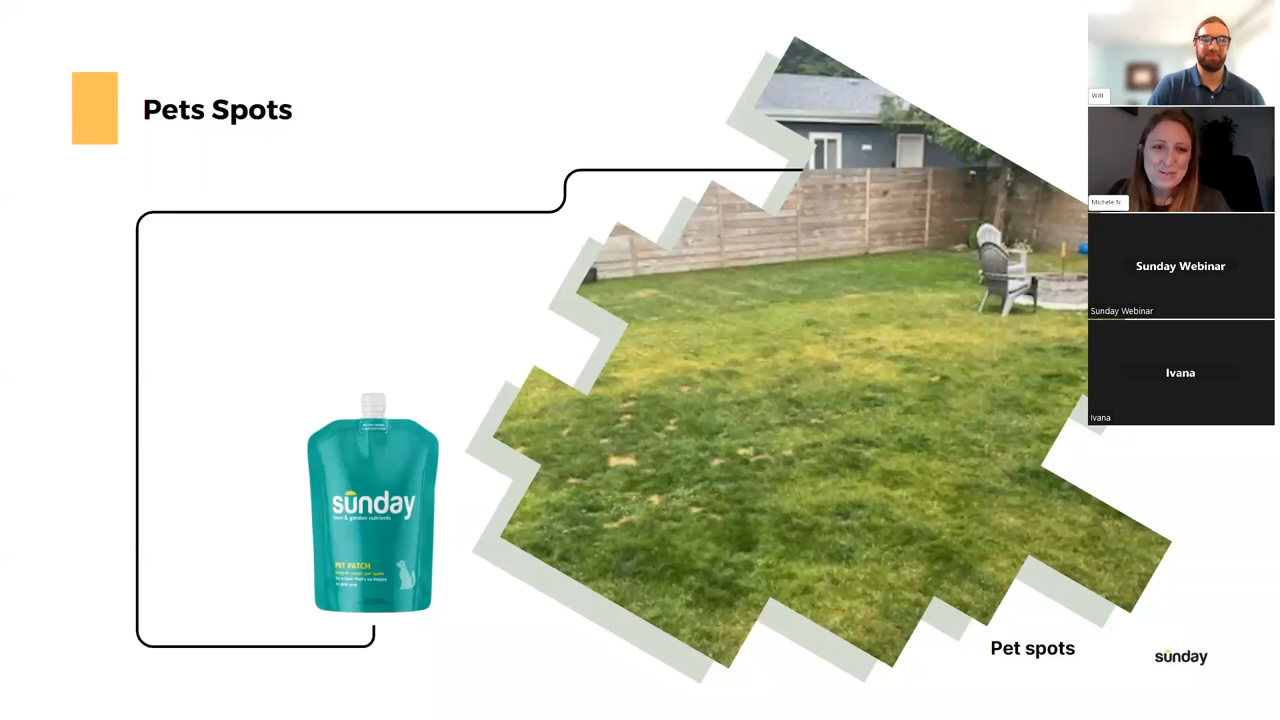 Pets Spots
sunday
lawn & garden nutrients
PET PATCH
Pet spots
sunday
Will
Michele N
Sunday Webinar
Sunday Webinar
Ivana
Ivana